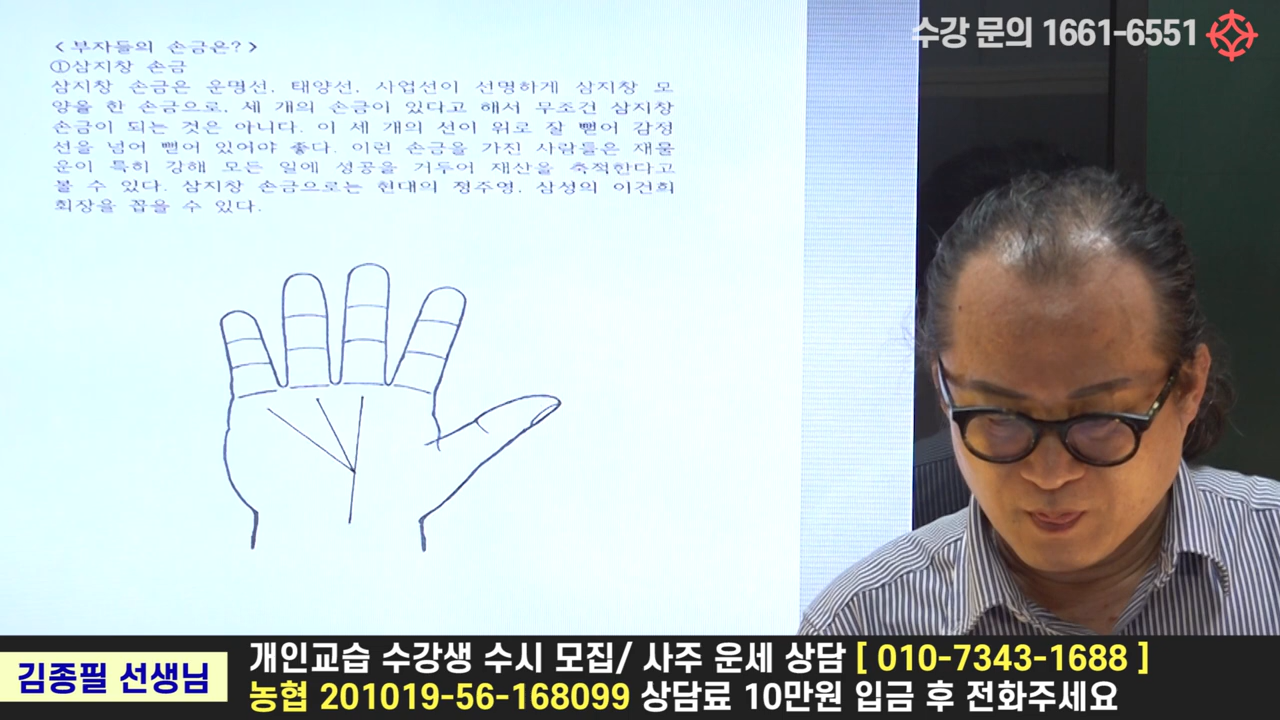 <부자들의 손금은?>
①삼지창 손금
삼지창 손금은 운명선, 태양선, 사업선이 선명하게 삼지창 모
양을 한 손금으로, 세 개의 손금이 있다고 해서 무조건 삼지창
손금이 되는 것은 아니다. 이 세 개의 선이 위로 잘 뻗어 감정
선을 넘어 뻗어 있어야 좋다. 이런 손금을 가진 사람들은 재물
운이 특히 강해 모든 일에 성공을 거두어 재산을 축적한다고
볼 수 있다. 삼지창 손금으로는 현대의 정주영, 삼성의 이건희
회장을 꼽을 수 있다.
수강 문의 1661-6551
김종필 선생님
개인교습 수강생 수시 모집/ 사주 운세 상담 [ 010-7343-1688 ]
농협 201019-56-168099 상담료 10만원 입금 후 전화주세요